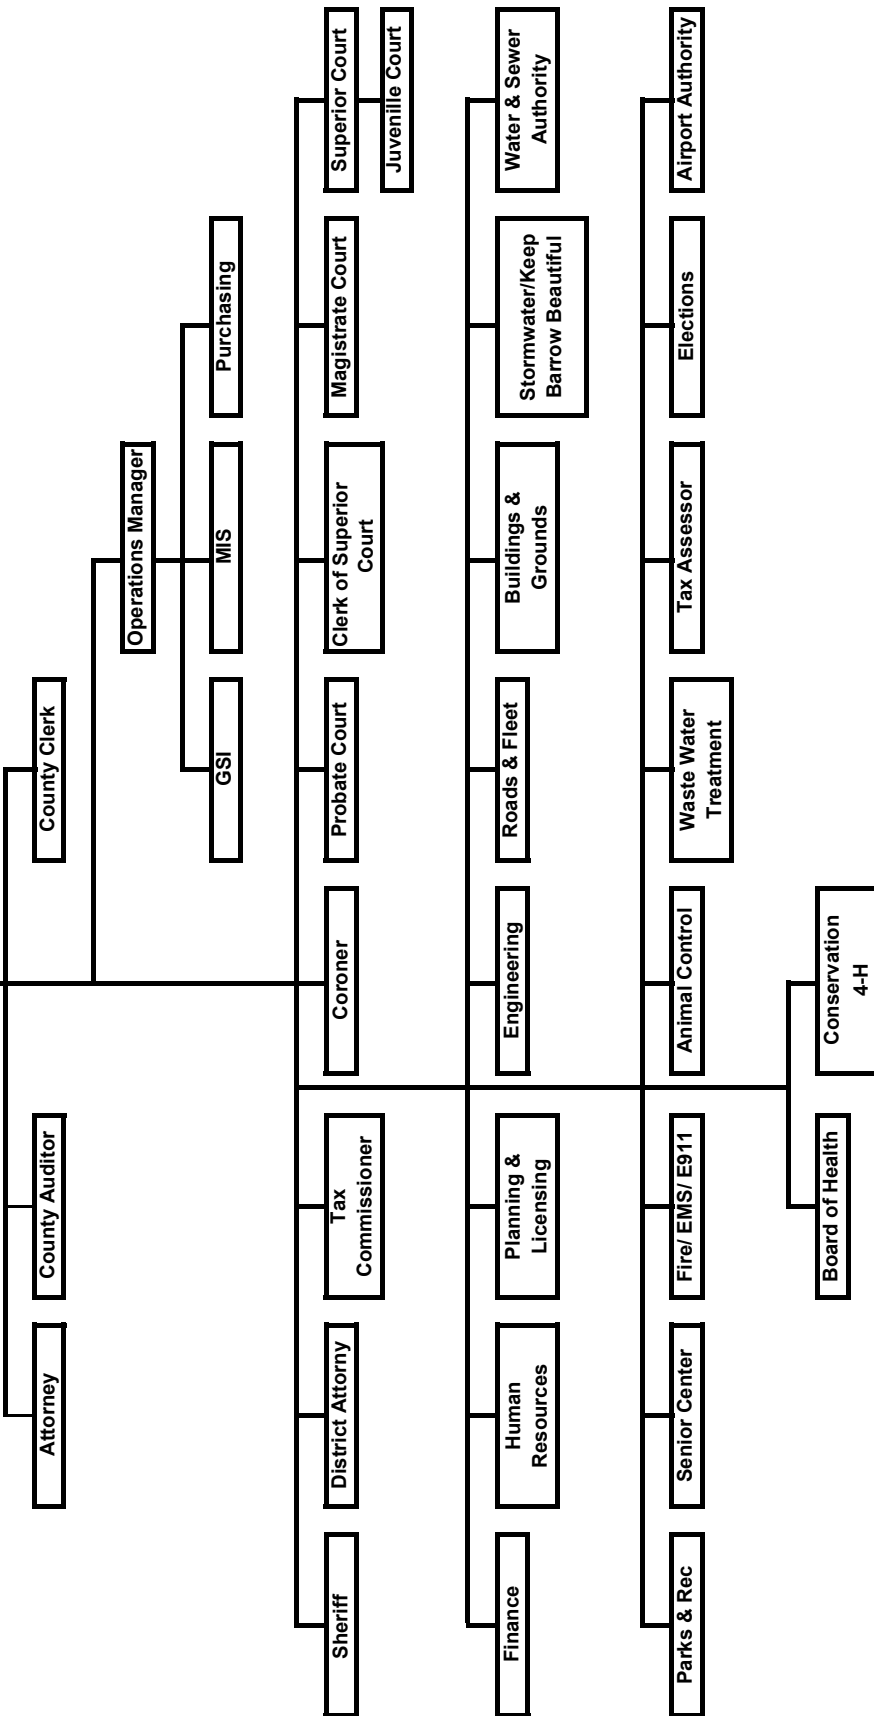 Attorney
County Auditor
County Clerk
Operations Manager
GSI
MIS
Purchasing
Sheriff
District Attorny
Tax
Commissioner
Coroner
Probate Court
Clerk of Superior
Court
Magistrate Court
Superior Court
Juvenille Court
Finance
Human
Resources
Planning &
Licensing
Engineering
Roads & Fleet
Buildings &
Grounds
Stormwater/Keep
Barrow Beautiful
Water & Sewer
Authority
Parks & Rec
Senior Center
Fire/ EMS/ E911
Animal Control
Waste Water
Treatment
Tax Assessor
Elections
Airport Authority
Board of Health
Conservation
4-H